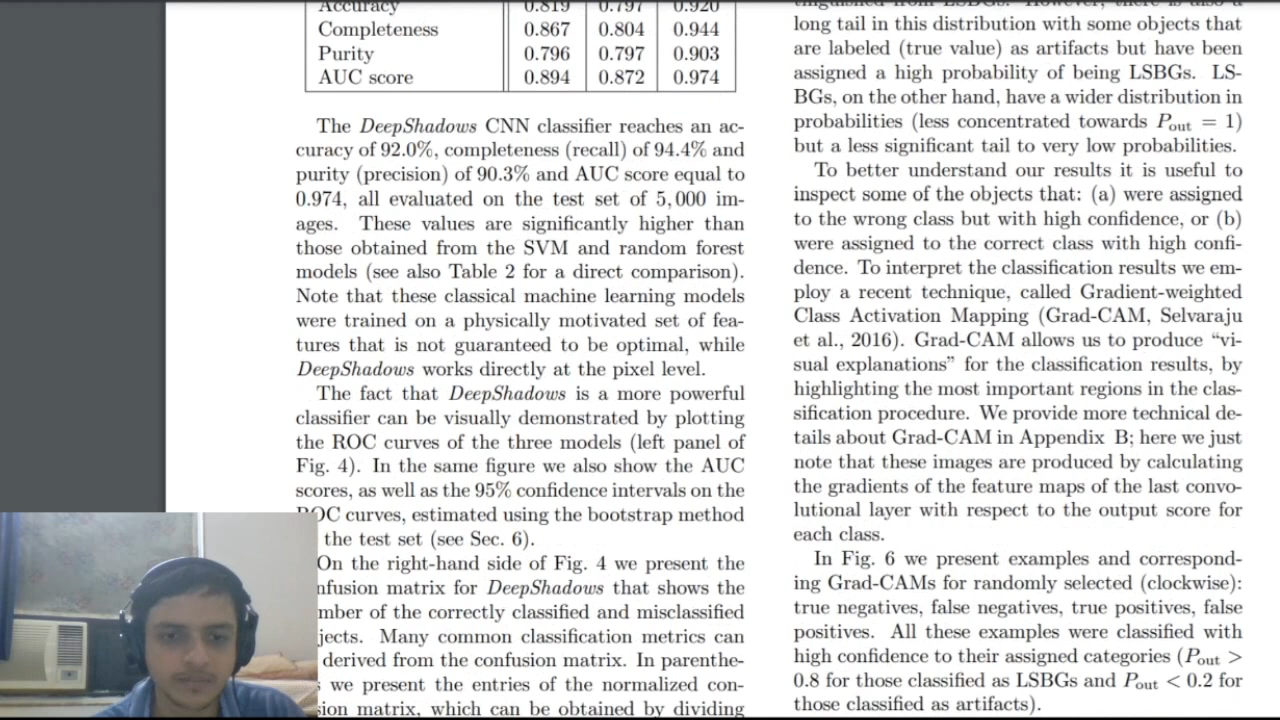 Accuracy 0.819 0.797 0.920
Completeness 0.867 0.804 0.944
Purity 0.796 0.797 0.903
AUC score 0.894 0.872 0.974
The DeepShadows CNN classifier reaches an ac-
curacy of 92.0%, completeness (recall) of 94.4% and
purity (precision) of 90.3% and AUC score equal to
0.974, all evaluated on the test set of 5,000 im-
ages. These values are significantly higher than
those obtained from the SVM and random forest
models (see also Table 2 for a direct comparison).
Note that these classical machine learning models
were trained on a physically motivated set of fea-
tures that is not guaranteed to be optimal, while
DeepShadows works directly at the pixel level.
The fact that DeepShadows is a more powerful
classifier can be visually demonstrated by plotting
the ROC curves of the three models (left panel of
Fig. 4). In the same figure we also show the AUC
scores, as well as the 95% confidence intervals on the
ROC curves, estimated using the bootstrap method
the test set (see Sec. 6).
On the right-hand side of Fig. 4 we present the
nfusion matrix for DeepShadows that shows the
mber of the correctly classified and misclassified
jects. Many common classification metrics can
derived from the confusion matrix. In parenthe-
we present the entries of the normalized con-
sion matrix, which can be obtained by dividing
long tail in this distribution with some objects that
are labeled (true value) as artifacts but have been
assigned a high probability of being LSBGs. LS-
BGs, on the other hand, have a wider distribution in
probabilities (less concentrated towards Pout = 1)
but a less significant tail to very low probabilities.
To better understand our results it is useful to
inspect some of the objects that: (a) were assigned
to the wrong class but with high confidence, or (b)
were assigned to the correct class with high confi-
dence. To interpret the classification results we em-
ploy a recent technique, called Gradient-weighted
Class Activation Mapping (Grad-CAM, Selvaraju
et al., 2016). Grad-CAM allows us to produce “vi-
sual explanations” for the classification results, by
highlighting the most important regions in the clas-
sification procedure. We provide more technical de-
tails about Grad-CAM in Appendix B; here we just
note that these images are produced by calculating
the gradients of the feature maps of the last convo-
lutional layer with respect to the output score for
each class.
In Fig. 6 we present examples and correspond-
ing Grad-CAMs for randomly selected (clockwise):
true negatives, false negatives, true positives, false
positives. All these examples were classified with
high confidence to their assigned categories (Pout >
0.8 for those classified as LSBGs and Pout < 0.2 for
those classified as artifacts).